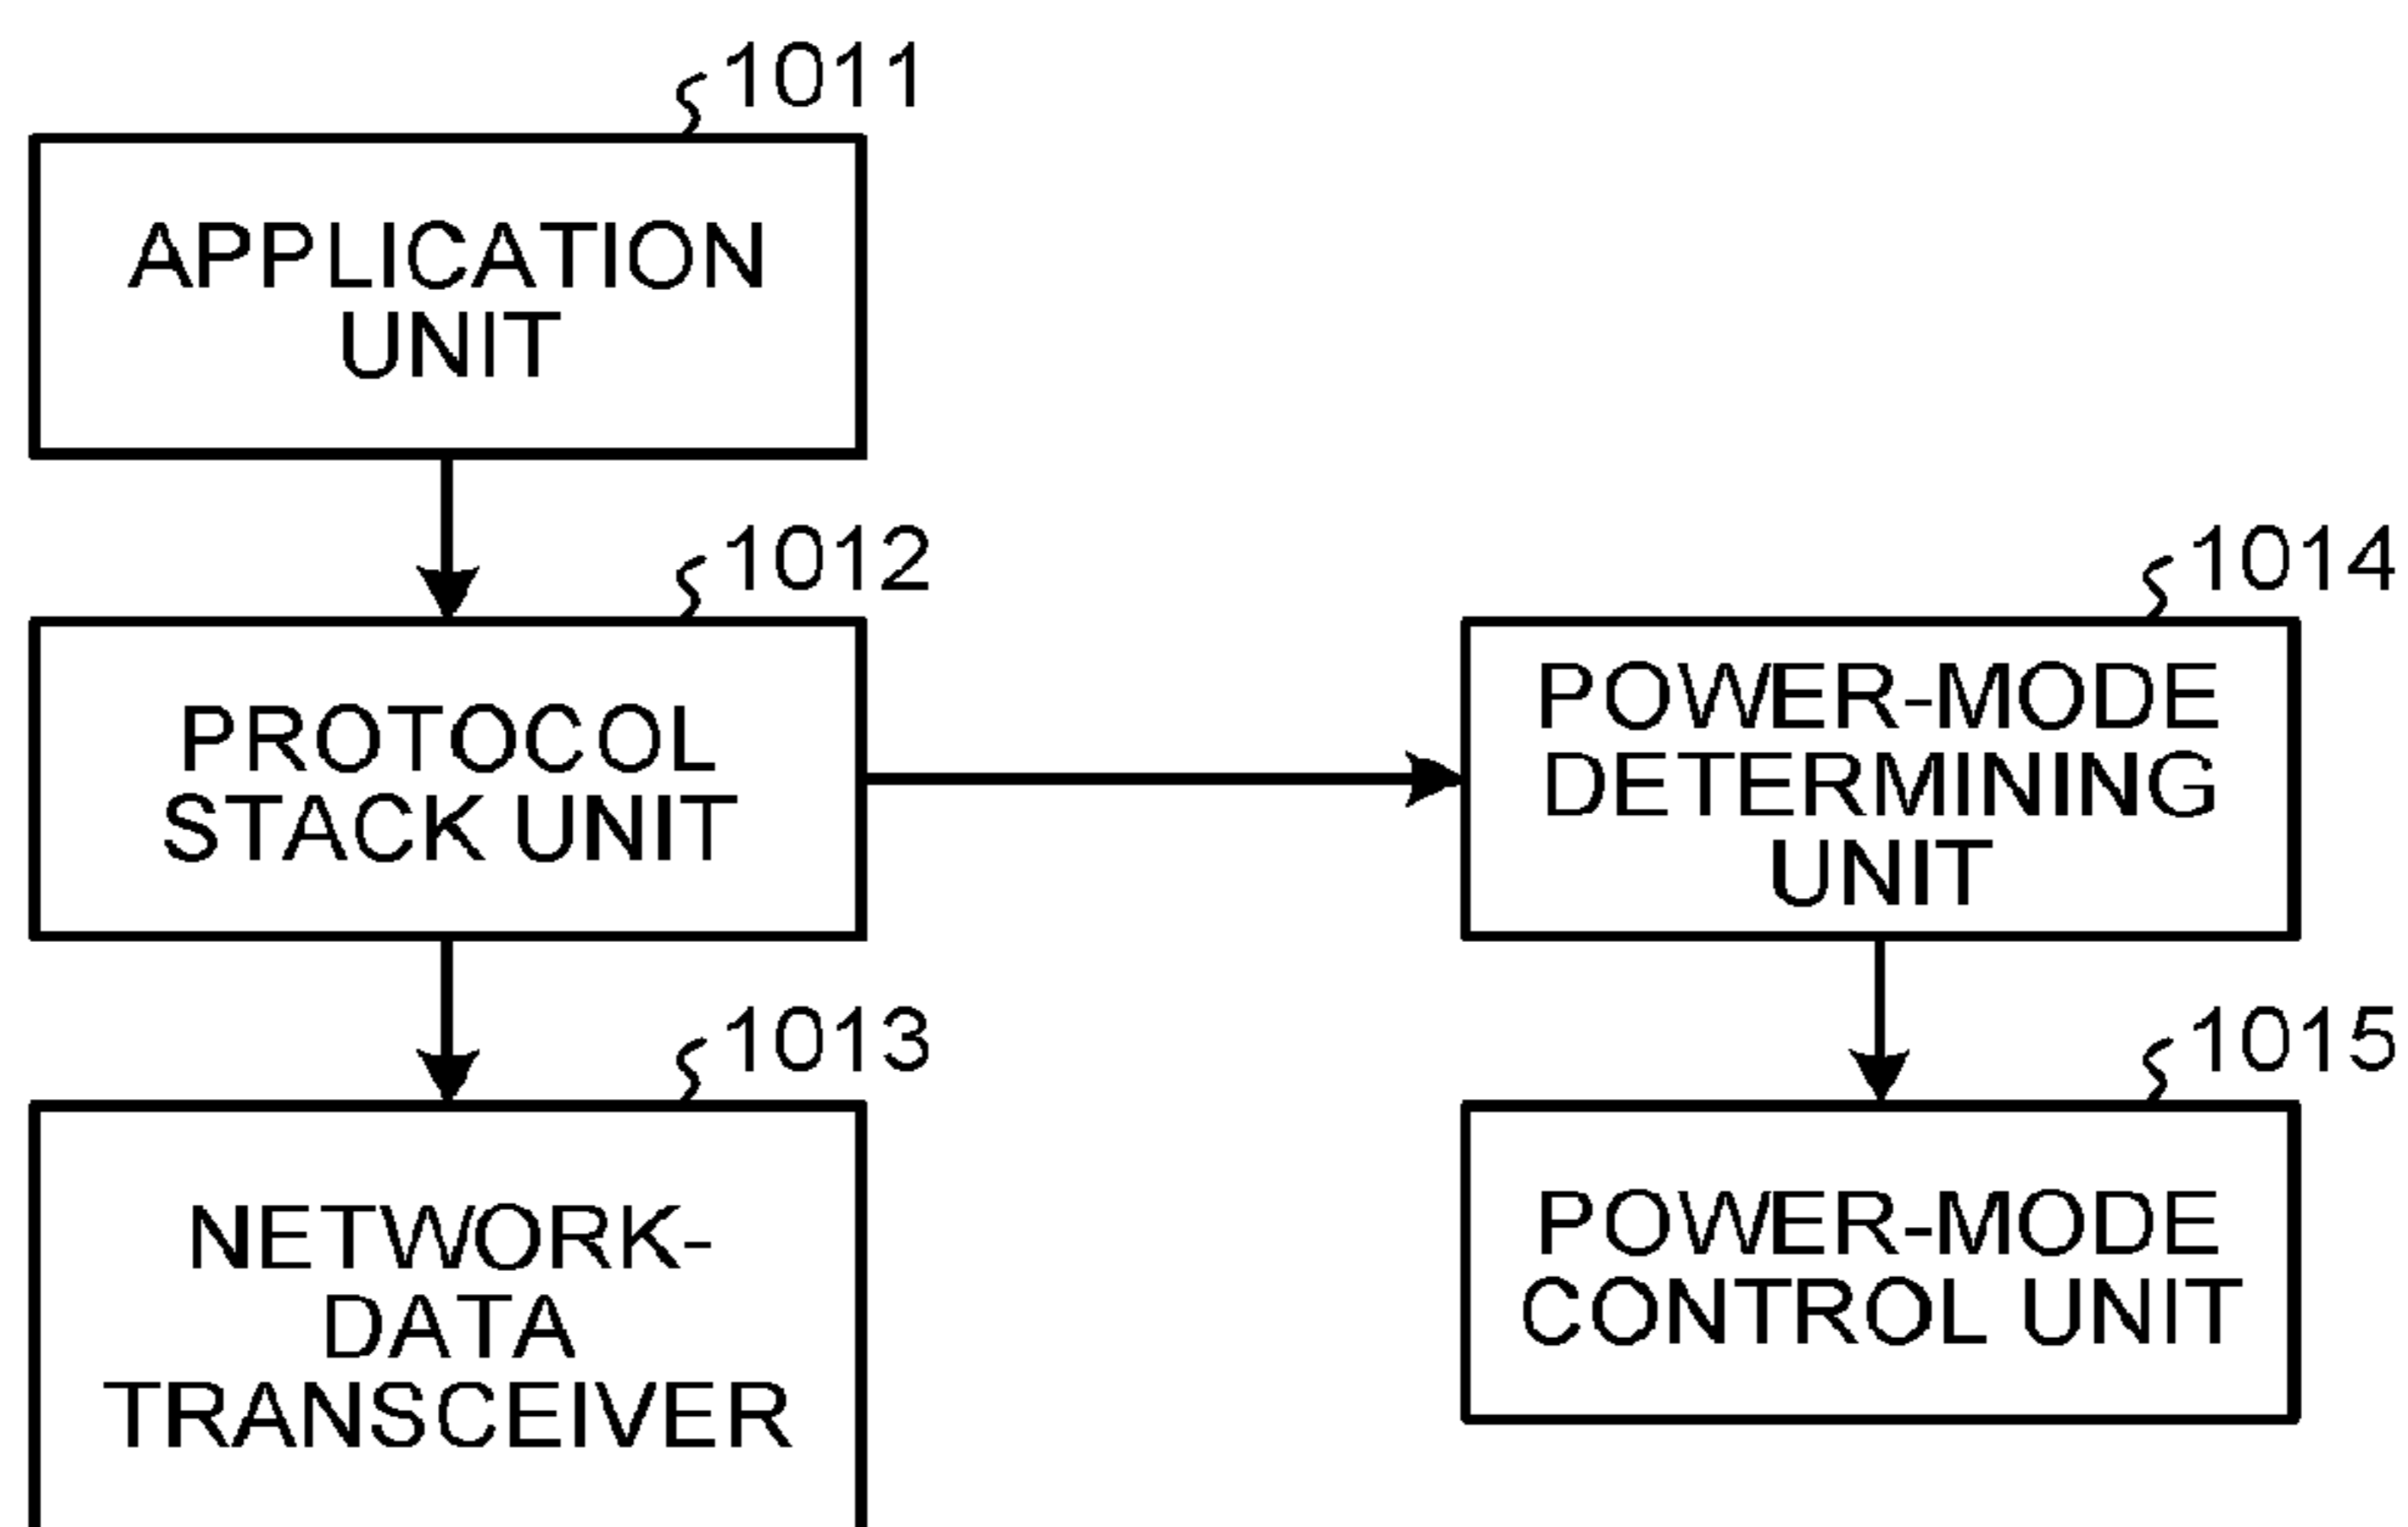 1011
APPLICATION
UNIT
1012
PROTOCOL
STACK UNIT
1014
POWER-MODE
DETERMINING
UNIT
1013
NETWORK-
DATA
TRANSCEIVER
1015
POWER-MODE
CONTROL UNIT